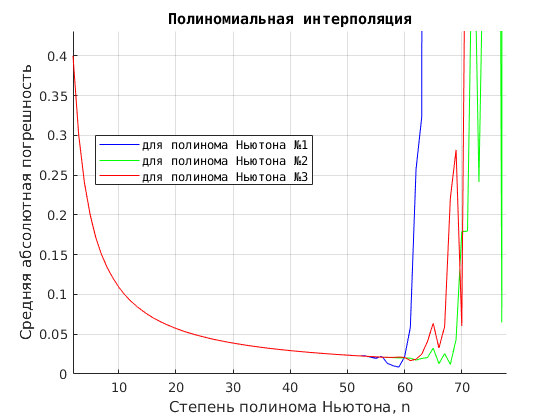 Полиномиальная интерполяция
Средняя абсолютная погрешность
0.4
0.35
0.3
0.25
0.2
0.15
0.1
0.05
0
для полинома Ньютона №1
для полинома Ньютона №2
для полинома Ньютона №3
10 20 30 40 50 60 70
Степень полинома Ньютона, n